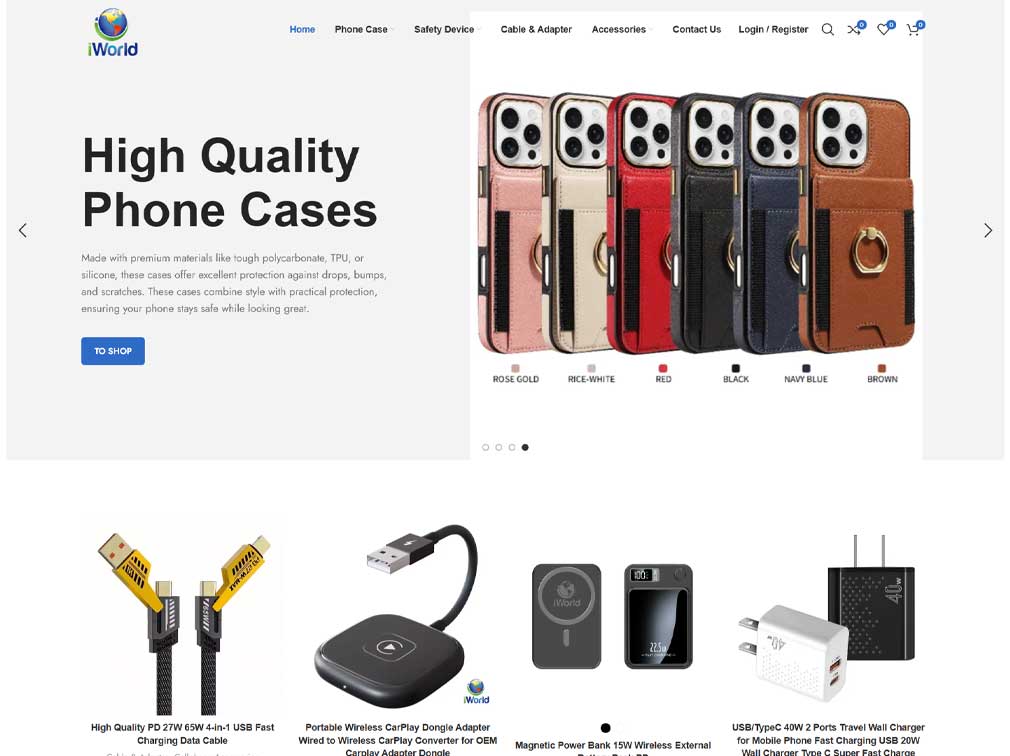 iWorld
Home
Phone Case
Safety Device
Cable & Adapter
Accessories
Contact Us
Login / Register
0
0
0
High Quality
Phone Cases
Made with premium materials like tough polycarbonate, TPU, or
silicone, these cases offer excellent protection against drops, bumps,
and scratches. These cases combine style with practical protection,
ensuring your phone stays safe while looking great.
TO SHOP
ROSE GOLD
RICE-WHITE
RED
BLACK
NAVY BLUE
BROWN
iWorld
iWorld
100
22.5w
40W
40W
High Quality PD 27W 65W 4-in-1 USB Fast
Charging Data Cable
Portable Wireless CarPlay Dongle Adapter
Wired to Wireless CarPlay Converter for OEM
Carplay Adapter Dongle
Magnetic Power Bank 15W Wireless External
USB/TypeC 40W 2 Ports Travel Wall Charger
for Mobile Phone Fast Charging USB 20W
Wall Charger Type C Super Fast Charge